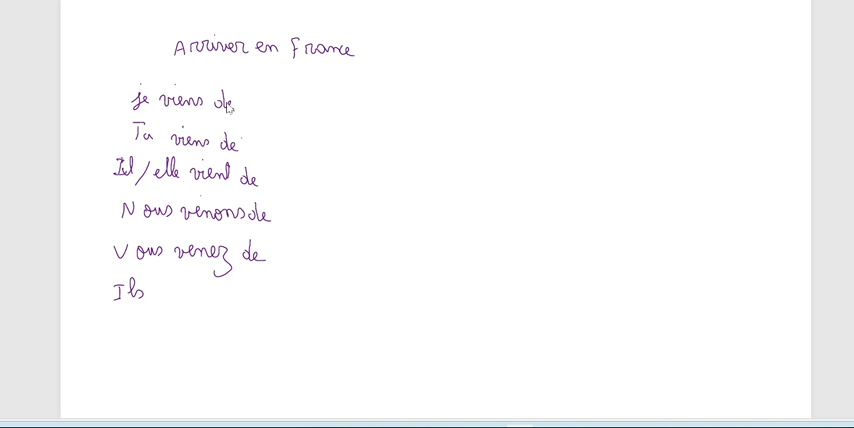 Arriver en France
je viens de
Tu viens de
Il/elle vient de
Nous venons de
Vous venez de
Ils